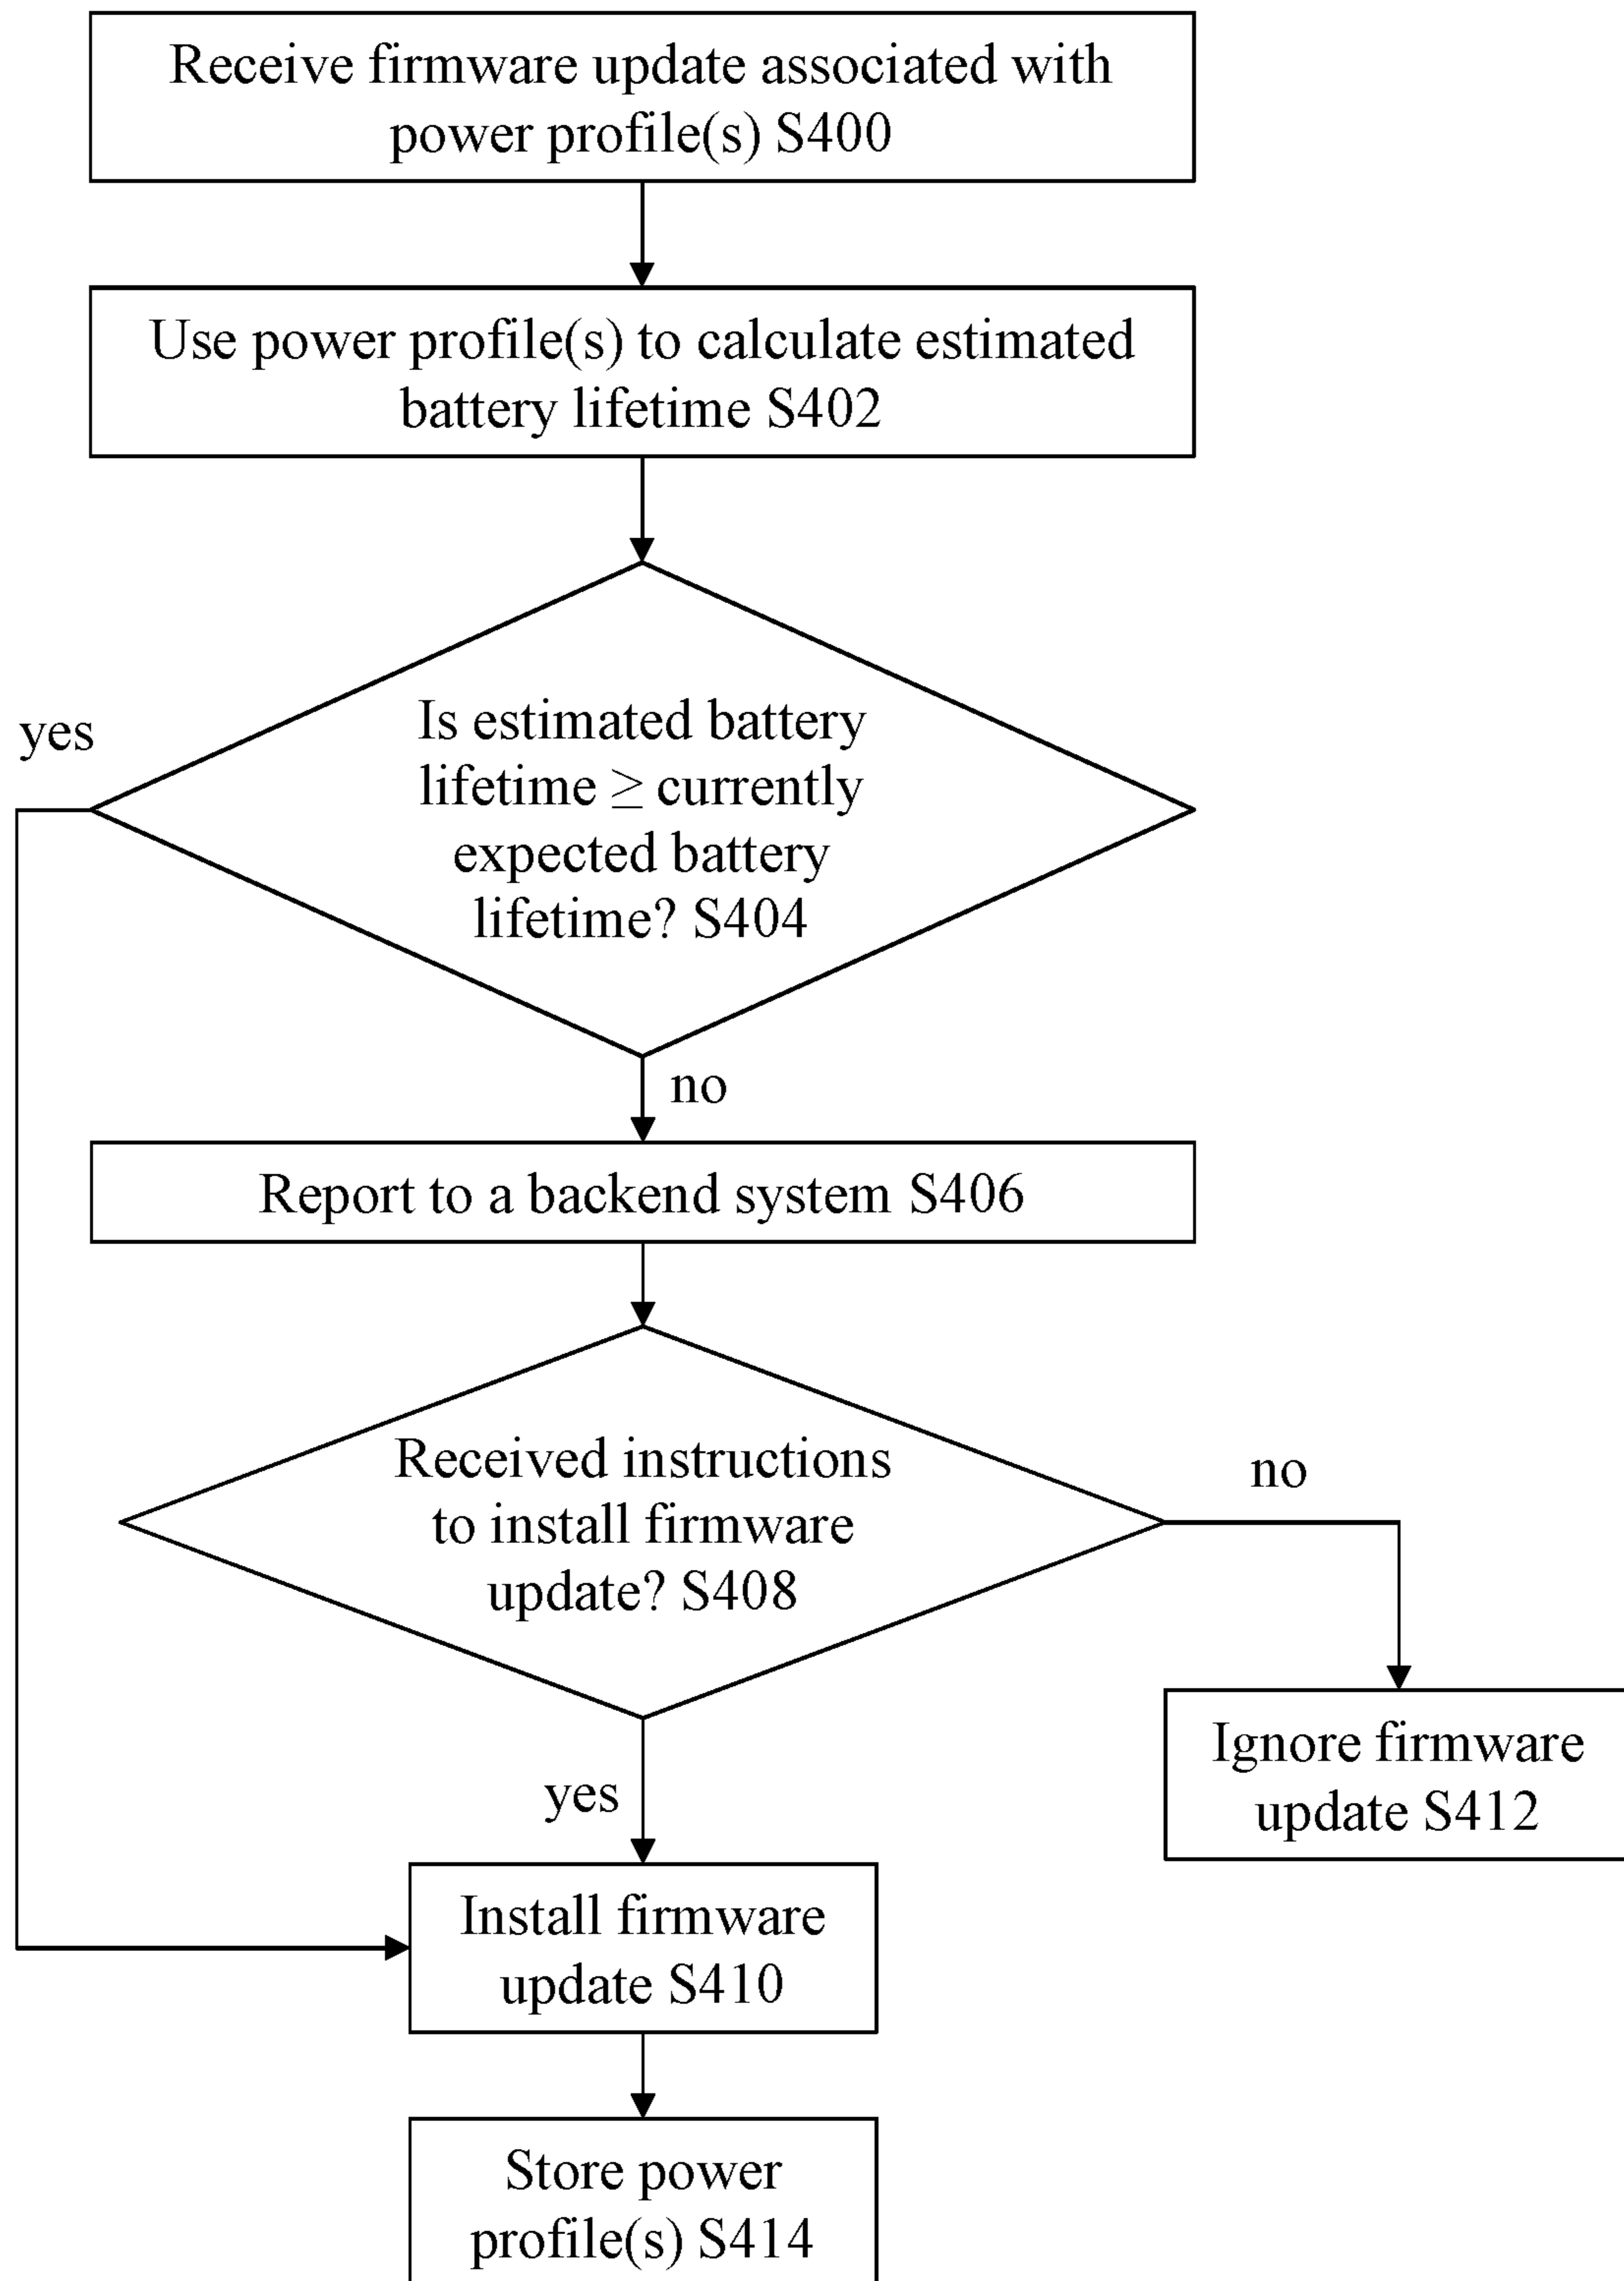 Receive firmware update associated with
power profile(s) S400
Use power profile(s) to calculate estimated
battery lifetime S402
Is estimated battery
lifetime ≥ currently
expected battery
lifetime? S404
yes
no
Report to a backend system S406
Received instructions
to install firmware
update? S408
no
yes
Ignore firmware
update S412
Install firmware
update S410
Store power
profile(s) S414